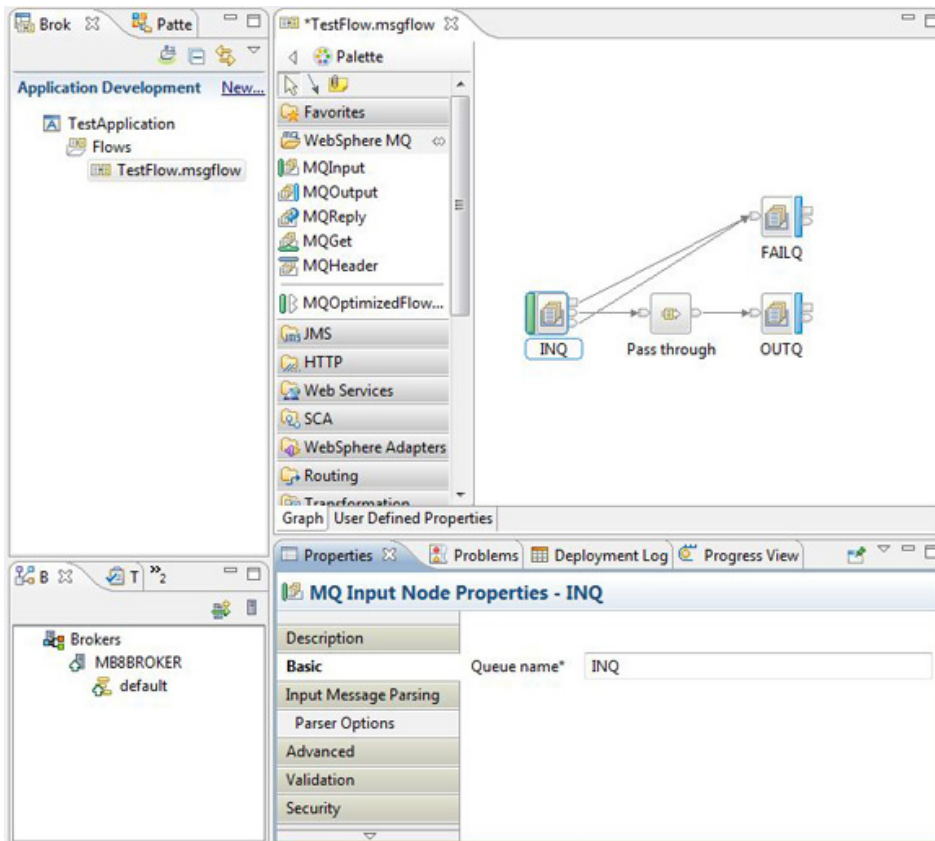 Brok
Patte
Application Development New...
TestApplication
Flows
TestFlow.msgflow
B
T
»2
Brokers
MB8BROKER
default
*TestFlow.msgflow
Palette
Favorites
WebSphere MQ
MQInput
MQOutput
MQReply
MQGet
MQHeader
MQOptimizedFlow...
JMS
HTTP
Web Services
SCA
WebSphere Adapters
Routing
Transformation
Graph User Defined Properties
FAILQ
INQ
Pass through
OUTQ
Properties Problems Deployment Log Progress View
MQ Input Node Properties - INQ
Description
Basic
Input Message Parsing
Parser Options
Advanced
Validation
Security
Queue name* INQ